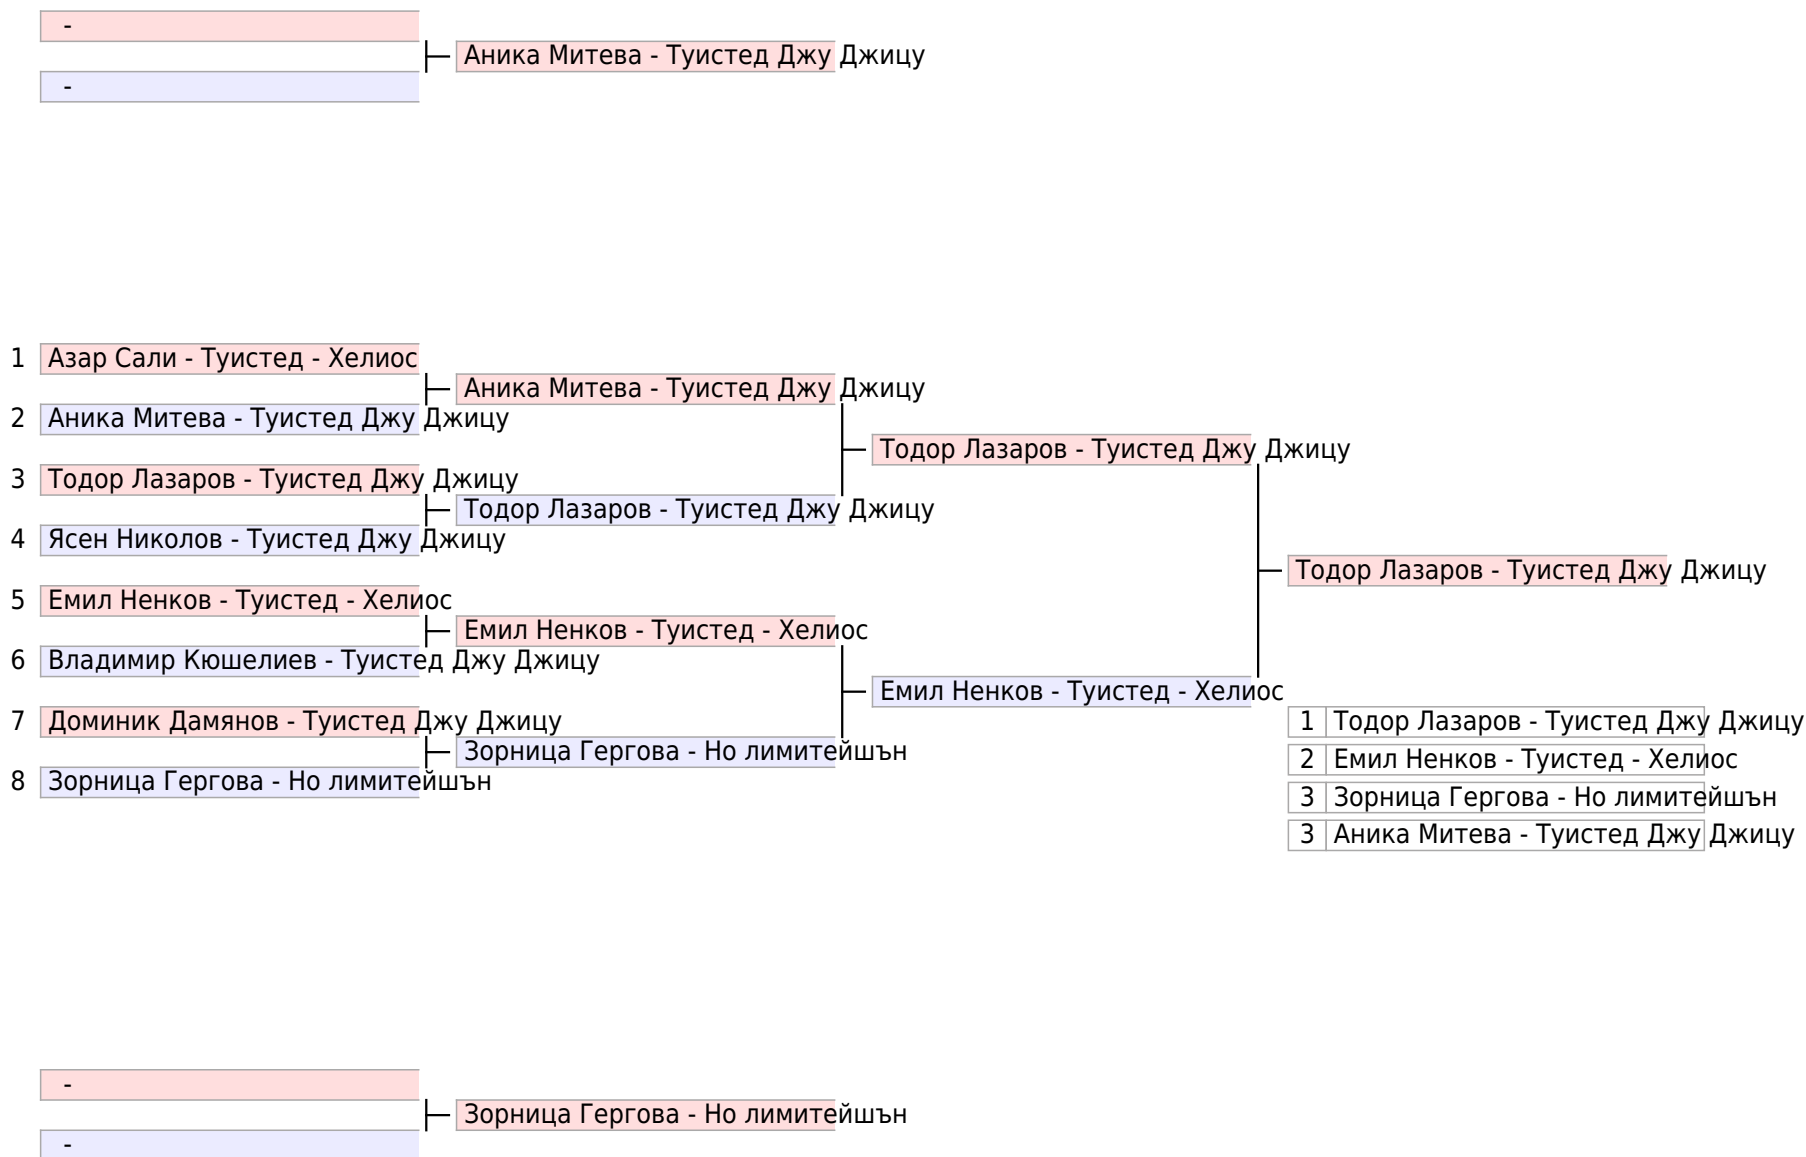 -
Аника Митева - Туистед Джу Джицу
-
1 Азар Сали - Туистед - Хелиос
Аника Митева - Туистед Джу Джицу
2 Аника Митева - Туистед Джу Джицу
Тодор Лазаров - Туистед Джу Джицу
3 Тодор Лазаров - Туистед Джу Джицу
Тодор Лазаров - Туистед Джу Джицу
4 Ясен Николов - Туистед Джу Джицу
Тодор Лазаров - Туистед Джу Джицу
5 Емил Ненков - Туистед - Хелиос
Емил Ненков - Туистед - Хелиос
6 Владимир Кюшелиев - Туистед Джу Джицу
Емил Ненков - Туистед - Хелиос
7 Доминик Дамянов - Туистед Джу Джицу
Зорница Гергова - Но лимитейшън
8 Зорница Гергова - Но лимитейшън
1 Тодор Лазаров - Туистед Джу Джицу
2 Емил Ненков - Туистед - Хелиос
3 Зорница Гергова - Но лимитейшън
3 Аника Митева - Туистед Джу Джицу
-
Зорница Гергова - Но лимитейшън
-